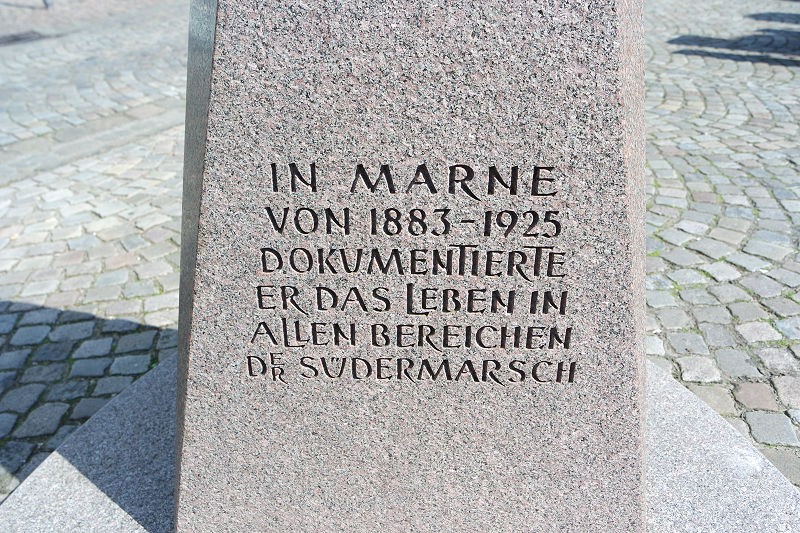 IN MARNE
VON 1883-1925
DOKUMENTIERTE
ER DAS LEBEN IN
ALLEN BEREICHEN
DER SÜDERMARSCH